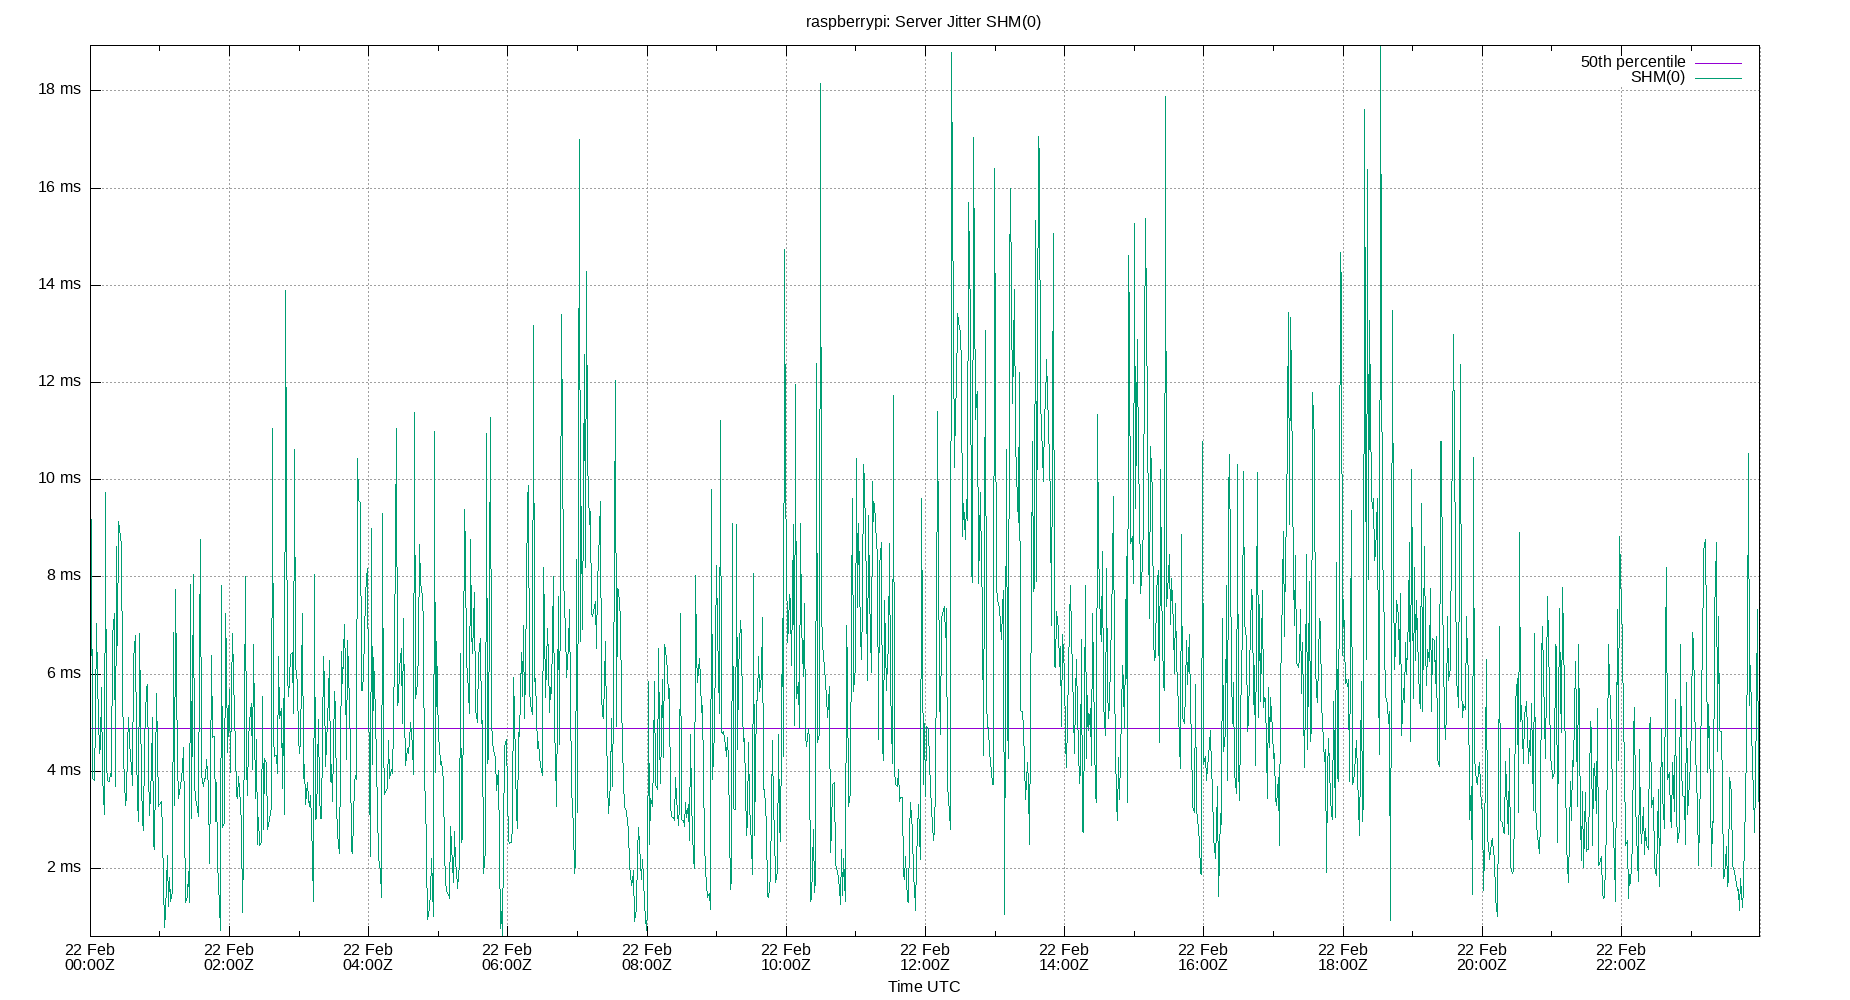 raspberrypi: Server Jitter SHM(0)
50th percentile
SHM(0)
18 ms
16 ms
14 ms
12 ms
10 ms
8 ms
6 ms
4 ms
2 ms
22 Feb 22 Feb 22 Feb 22 Feb 22 Feb 22 Feb 22 Feb 22 Feb 22 Feb 22 Feb 22 Feb 22 Feb
00:00Z 02:00Z 04:00Z 06:00Z 08:00Z 10:00Z 12:00Z 14:00Z 16:00Z 18:00Z 20:00Z 22:00Z
Time UTC